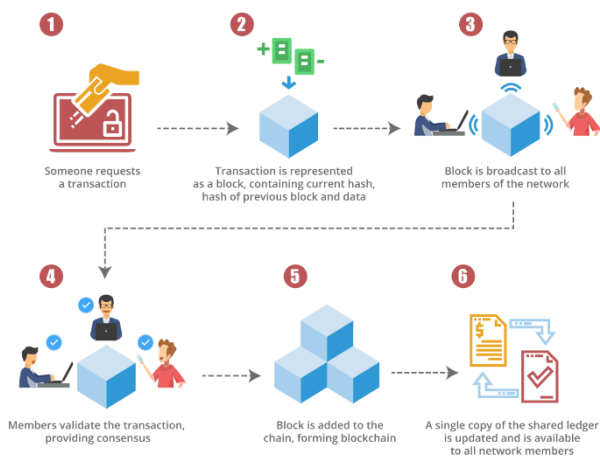 1
2
3
Someone requests
a transaction
Transaction is represented
as a block, containing current hash,
hash of previous block and data
Block is broadcast to all
members of the network
4
5
6
$
Members validate the transaction,
providing consensus
Block is added to the
chain, forming blockchain
A single copy of the shared ledger
is updated and is available
to all network members